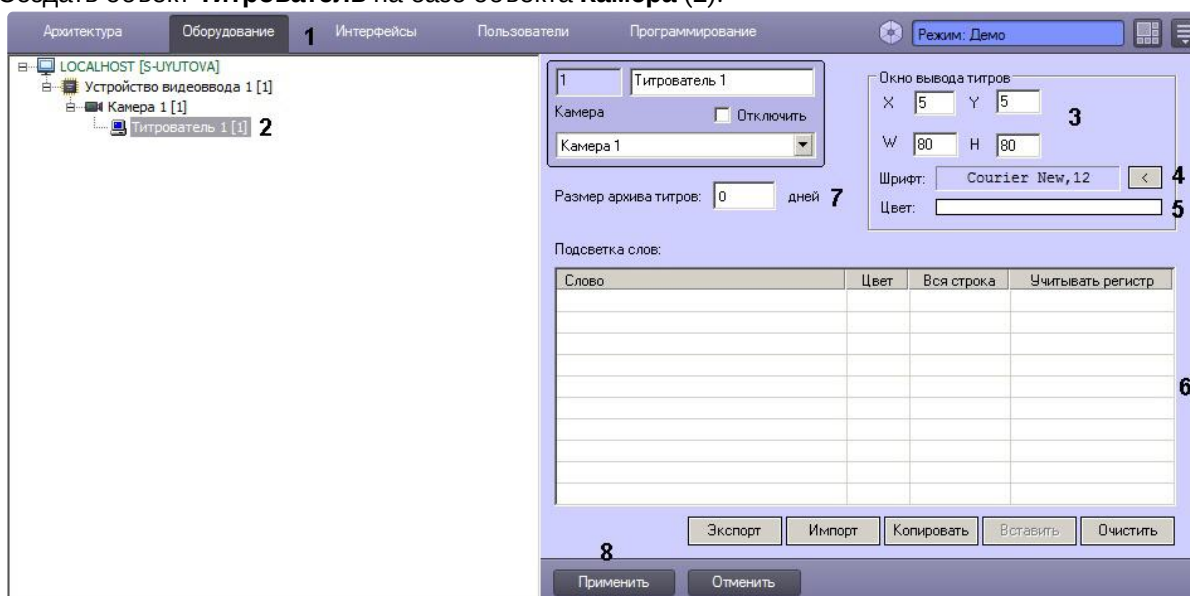 Создать объект Титрователь на базе объекта Камера (2).
Архитектура Оборудование 1 Интерфейсы Пользователи Программирование Режим: Демо
LOCALHOST [S-UYUTOVA]
Устройство видеоввода 1 [1]
Камера 1 [1]
Титрователь 1 [1] 2
1 Титрователь 1
Камера Отключить
Камера 1
Размер архива титров: 0 дней 7
Окно вывода титров
X 5 Y 5 3
W 80 H 80
Шрифт: Courier New,12 < 4
Цвет: 5
Подсветка слов:
Слово Цвет Вся строка Учитывать регистр
6
Экспорт Импорт Копировать Вставить Очистить
8
Применить Отменить